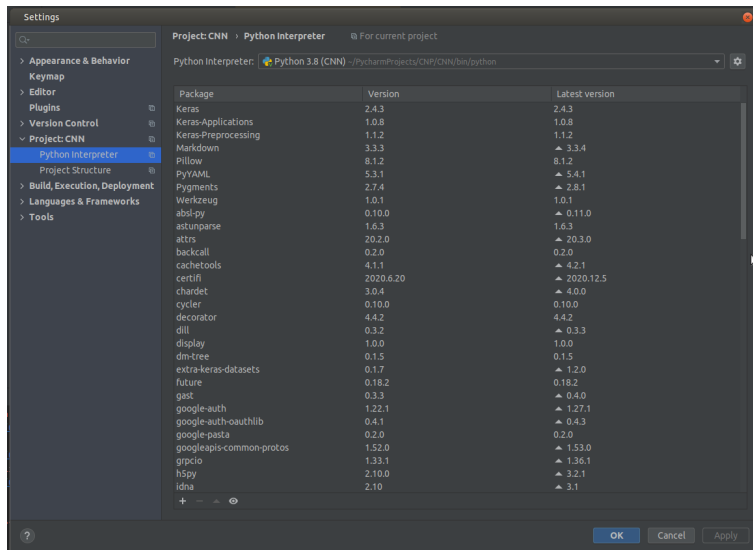 Settings
Project: CNN › Python Interpreter For current project
Appearance & Behavior
Keymap
Editor
Plugins
Version Control
Project: CNN
Python Interpreter
Project Structure
Build, Execution, Deployment
Languages & Frameworks
Tools
Python Interpreter: Python 3.8 (CNN) ~/PycharmProjects/CNP/CNN/bin/python
Package Version Latest version
Keras 2.4.3 2.4.3
Keras-Applications 1.0.8 1.0.8
Keras-Preprocessing 1.1.2 1.1.2
Markdown 3.3.3 3.3.4
Pillow 8.1.2 8.1.2
PyYAML 5.3.1 5.4.1
Pygments 2.7.4 2.8.1
Werkzeug 1.0.1 1.0.1
absl-py 0.10.0 0.11.0
astunparse 1.6.3 1.6.3
attrs 20.2.0 20.3.0
backcall 0.2.0 0.2.0
cachetools 4.1.1 4.2.1
certifi 2020.6.20 2020.12.5
chardet 3.0.4 4.0.0
cycler 0.10.0 0.10.0
decorator 4.4.2 4.4.2
dill 0.3.2 0.3.3
display 1.0.0 1.0.0
dm-tree 0.1.5 0.1.5
extra-keras-datasets 0.1.7 1.2.0
future 0.18.2 0.18.2
gast 0.3.3 0.4.0
google-auth 1.22.1 1.27.1
google-auth-oauthlib 0.4.1 0.4.3
google-pasta 0.2.0 0.2.0
googleapis-common-protos 1.52.0 1.53.0
grpcio 1.33.1 1.36.1
h5py 2.10.0 3.2.1
idna 2.10 3.1
? OK Cancel Apply